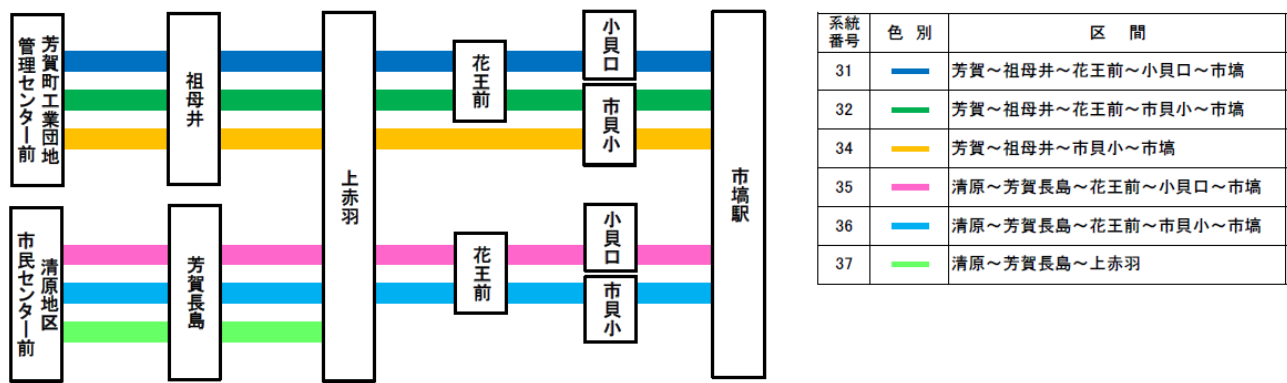 芳賀町工業団地
管理センター前
祖母井
上赤羽
花王前
小貝口
市貝小
市塙駅
清原地区
市民センター前
芳賀長島
花王前
小貝口
市貝小
系統番号 色別 区間
31 芳賀～祖母井～花王前～小貝口～市塙
32 芳賀～祖母井～花王前～市貝小～市塙
34 芳賀～祖母井～市貝小～市塙
35 清原～芳賀長島～花王前～小貝口～市塙
36 清原～芳賀長島～花王前～市貝小～市塙
37 清原～芳賀長島～上赤羽